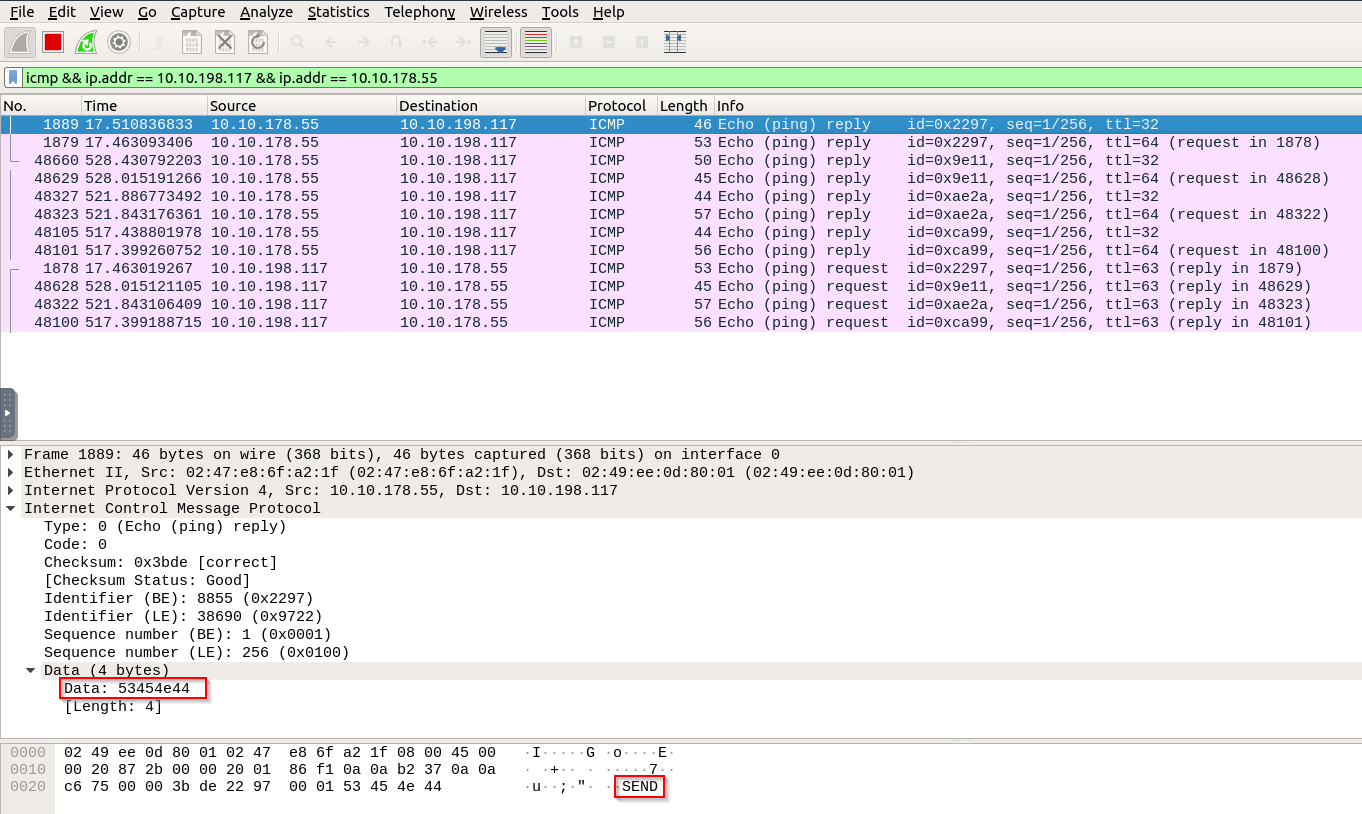 File Edit View Go Capture Analyze Statistics Telephony Wireless Tools Help
icmp && ip.addr == 10.10.198.117 && ip.addr == 10.10.178.55
No. Time Source Destination Protocol Length Info
1889 17.510836833 10.10.178.55 10.10.198.117 ICMP 46 Echo (ping) reply id=0x2297, seq=1/256, ttl=32
1879 17.463093406 10.10.178.55 10.10.198.117 ICMP 53 Echo (ping) reply id=0x2297, seq=1/256, ttl=64 (request in 1878)
48660 528.430792203 10.10.178.55 10.10.198.117 ICMP 50 Echo (ping) reply id=0x9e11, seq=1/256, ttl=32
48629 528.015191266 10.10.178.55 10.10.198.117 ICMP 45 Echo (ping) reply id=0x9e11, seq=1/256, ttl=64 (request in 48628)
48327 521.886773492 10.10.178.55 10.10.198.117 ICMP 44 Echo (ping) reply id=0xae2a, seq=1/256, ttl=32
48323 521.843176361 10.10.178.55 10.10.198.117 ICMP 57 Echo (ping) reply id=0xae2a, seq=1/256, ttl=64 (request in 48322)
48105 517.438801978 10.10.178.55 10.10.198.117 ICMP 44 Echo (ping) reply id=0xca99, seq=1/256, ttl=32
48101 517.399260752 10.10.178.55 10.10.198.117 ICMP 56 Echo (ping) reply id=0xca99, seq=1/256, ttl=64 (request in 48100)
1878 17.463019267 10.10.198.117 10.10.178.55 ICMP 53 Echo (ping) request id=0x2297, seq=1/256, ttl=63 (reply in 1879)
48628 528.015121105 10.10.198.117 10.10.178.55 ICMP 45 Echo (ping) request id=0x9e11, seq=1/256, ttl=63 (reply in 48629)
48322 521.843106409 10.10.198.117 10.10.178.55 ICMP 57 Echo (ping) request id=0xae2a, seq=1/256, ttl=63 (reply in 48323)
48100 517.399188715 10.10.198.117 10.10.178.55 ICMP 56 Echo (ping) request id=0xca99, seq=1/256, ttl=63 (reply in 48101)
Frame 1889: 46 bytes on wire (368 bits), 46 bytes captured (368 bits) on interface 0
Ethernet II, Src: 02:47:e8:6f:a2:1f (02:47:e8:6f:a2:1f), Dst: 02:49:ee:0d:80:01 (02:49:ee:0d:80:01)
Internet Protocol Version 4, Src: 10.10.178.55, Dst: 10.10.198.117
Internet Control Message Protocol
Type: 0 (Echo (ping) reply)
Code: 0
Checksum: 0x3bde [correct]
[Checksum Status: Good]
Identifier (BE): 8855 (0x2297)
Identifier (LE): 38690 (0x9722)
Sequence number (BE): 1 (0x0001)
Sequence number (LE): 256 (0x0100)
Data (4 bytes)
Data: 53454e44
[Length: 4]
0000 02 49 ee 0d 80 01 02 47 e8 6f a2 1f 08 00 45 00 ·I·····G ·o····E·
0010 00 20 87 2b 00 00 20 01 86 f1 0a 0a b2 37 0a 0a · ·+·· · ·····7··
0020 c6 75 00 00 3b de 22 97 00 01 53 45 4e 44 ·u··;·"· ··SEND